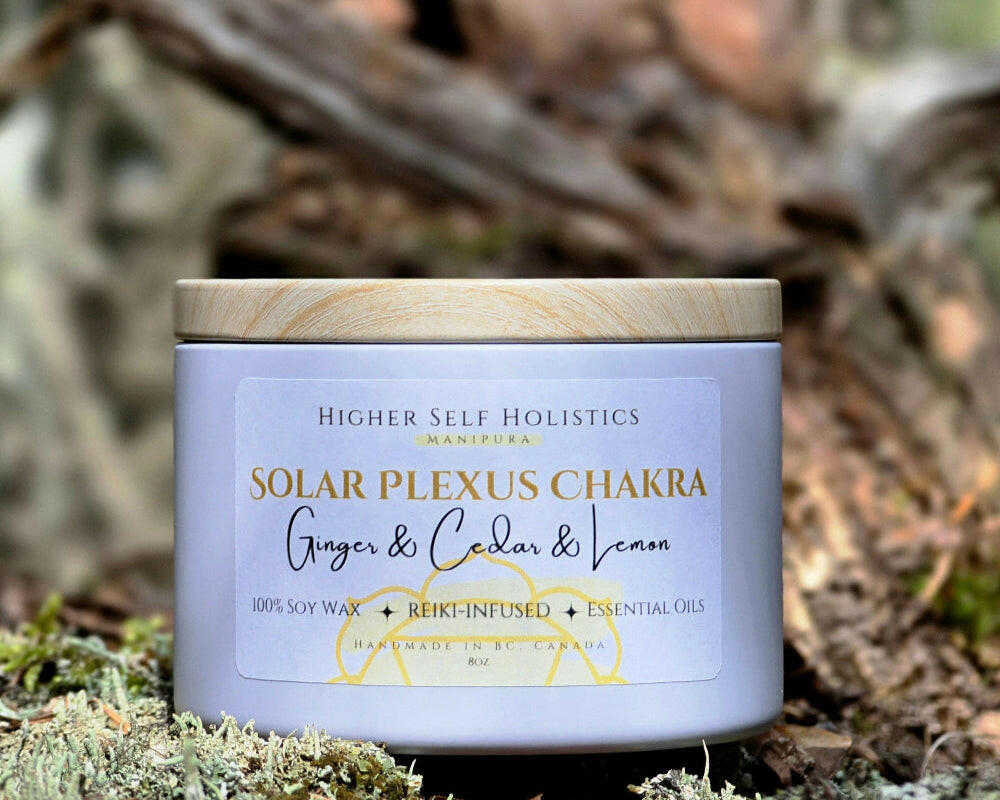 Higher Self Holistics
Manipura
Solar Plexus Chakra
Ginger & Cedar & Lemon
100% Soy Wax ✦ Reiki-Infused ✦ Essential Oils
Handmade in BC, Canada
8oz